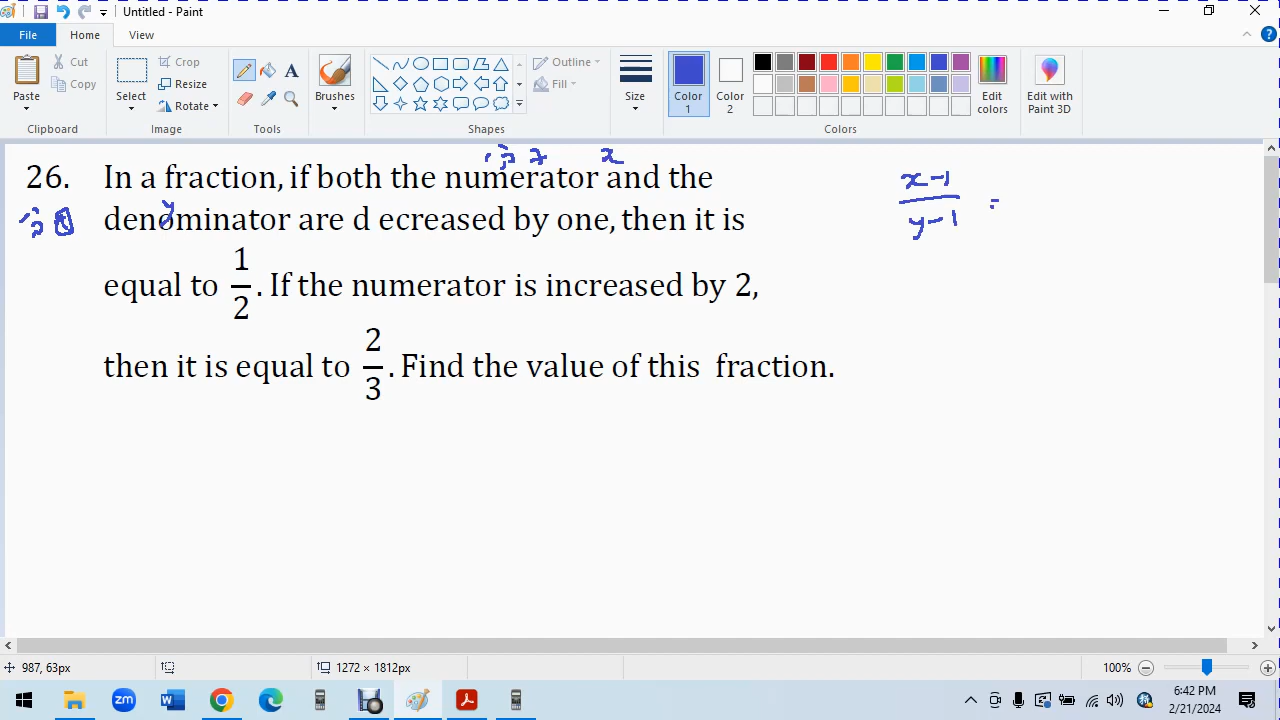 Untitled - Paint
File Home View
Paste Cut Copy Select Crop Resize Rotate A Brushes Outline Fill Size Color 1 Color 2 Edit colors Edit with Paint 3D
Clipboard Image Tools Shapes Colors
x
26. In a fraction, if both the numerator and the
y
denominator are d ecreased by one, then it is
equal to 1/2. If the numerator is increased by 2,
then it is equal to 2/3. Find the value of this fraction.
x-1
y-1 =
987, 63px 1272 × 1812px 100%
zm W
6:42 PM
2/21/2024